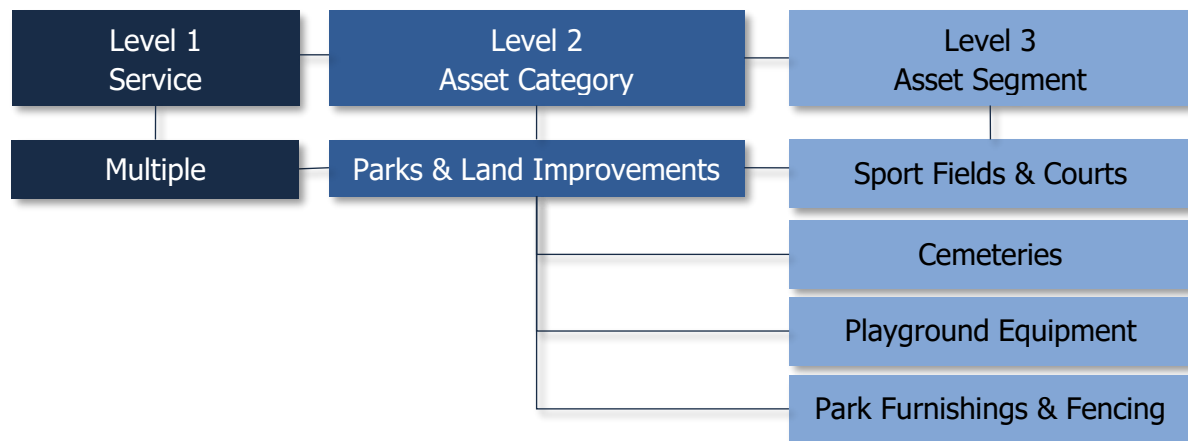 Level 1
Service
Level 2
Asset Category
Level 3
Asset Segment
Multiple
Parks & Land Improvements
Sport Fields & Courts
Cemeteries
Playground Equipment
Park Furnishings & Fencing